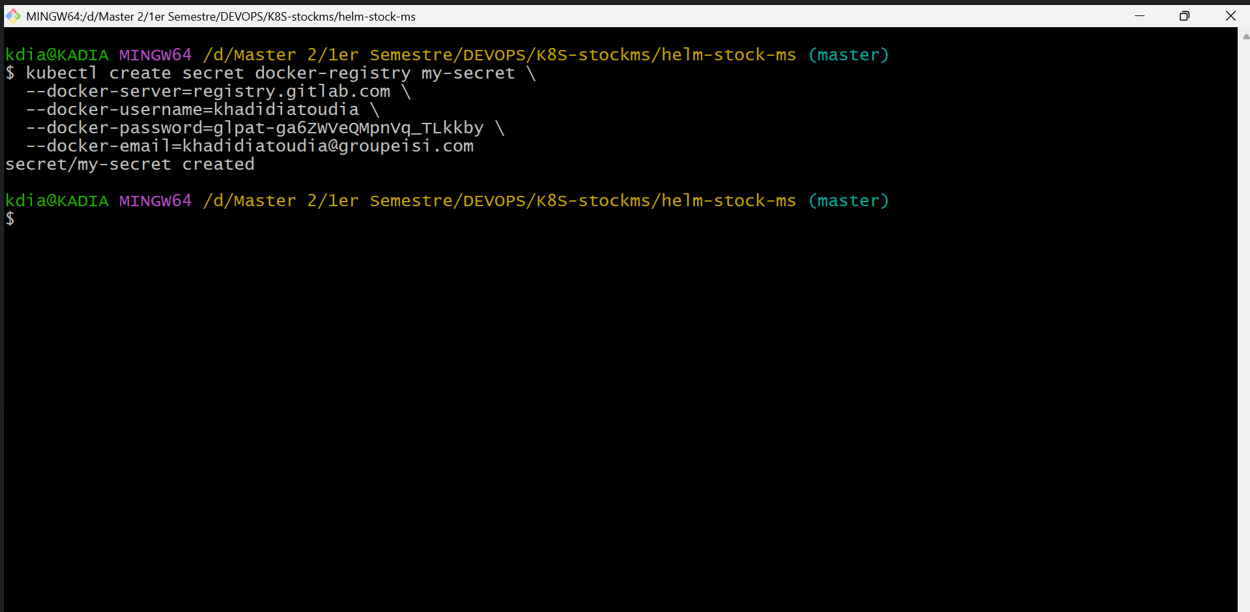 MINGW64:/d/Master 2/1er Semestre/DEVOPS/K8S-stockms/helm-stock-ms
kdia@KADIA MINGW64 /d/Master 2/1er Semestre/DEVOPS/K8S-stockms/helm-stock-ms (master)
$ kubectl create secret docker-registry my-secret \
  --docker-server=registry.gitlab.com \
  --docker-username=khadidiatoudia \
  --docker-password=glpat-ga6ZWVeQMpnVq_TLkkby \
  --docker-email=khadidiatoudia@groupeisi.com
secret/my-secret created
kdia@KADIA MINGW64 /d/Master 2/1er Semestre/DEVOPS/K8S-stockms/helm-stock-ms (master)
$